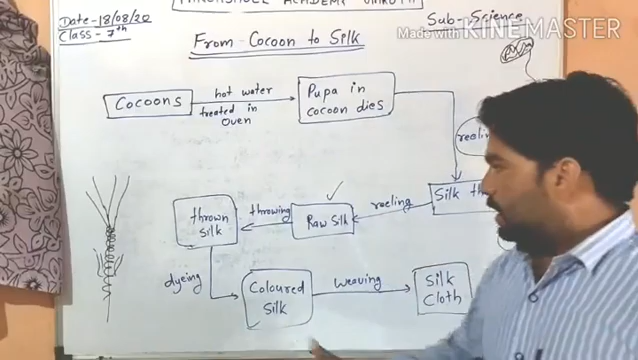 ACADEMY
Date-18/08/20
Class-7th
Sub-Science
Made with KINEMASTER
From Cocoon to Silk
Cocoons
hot water
treated in
oven
Pupa in
cocoon dies
Silk
reeling
Raw Silk
throwing
thrown
silk
dyeing
Coloured
Silk
weaving
Silk
Cloth